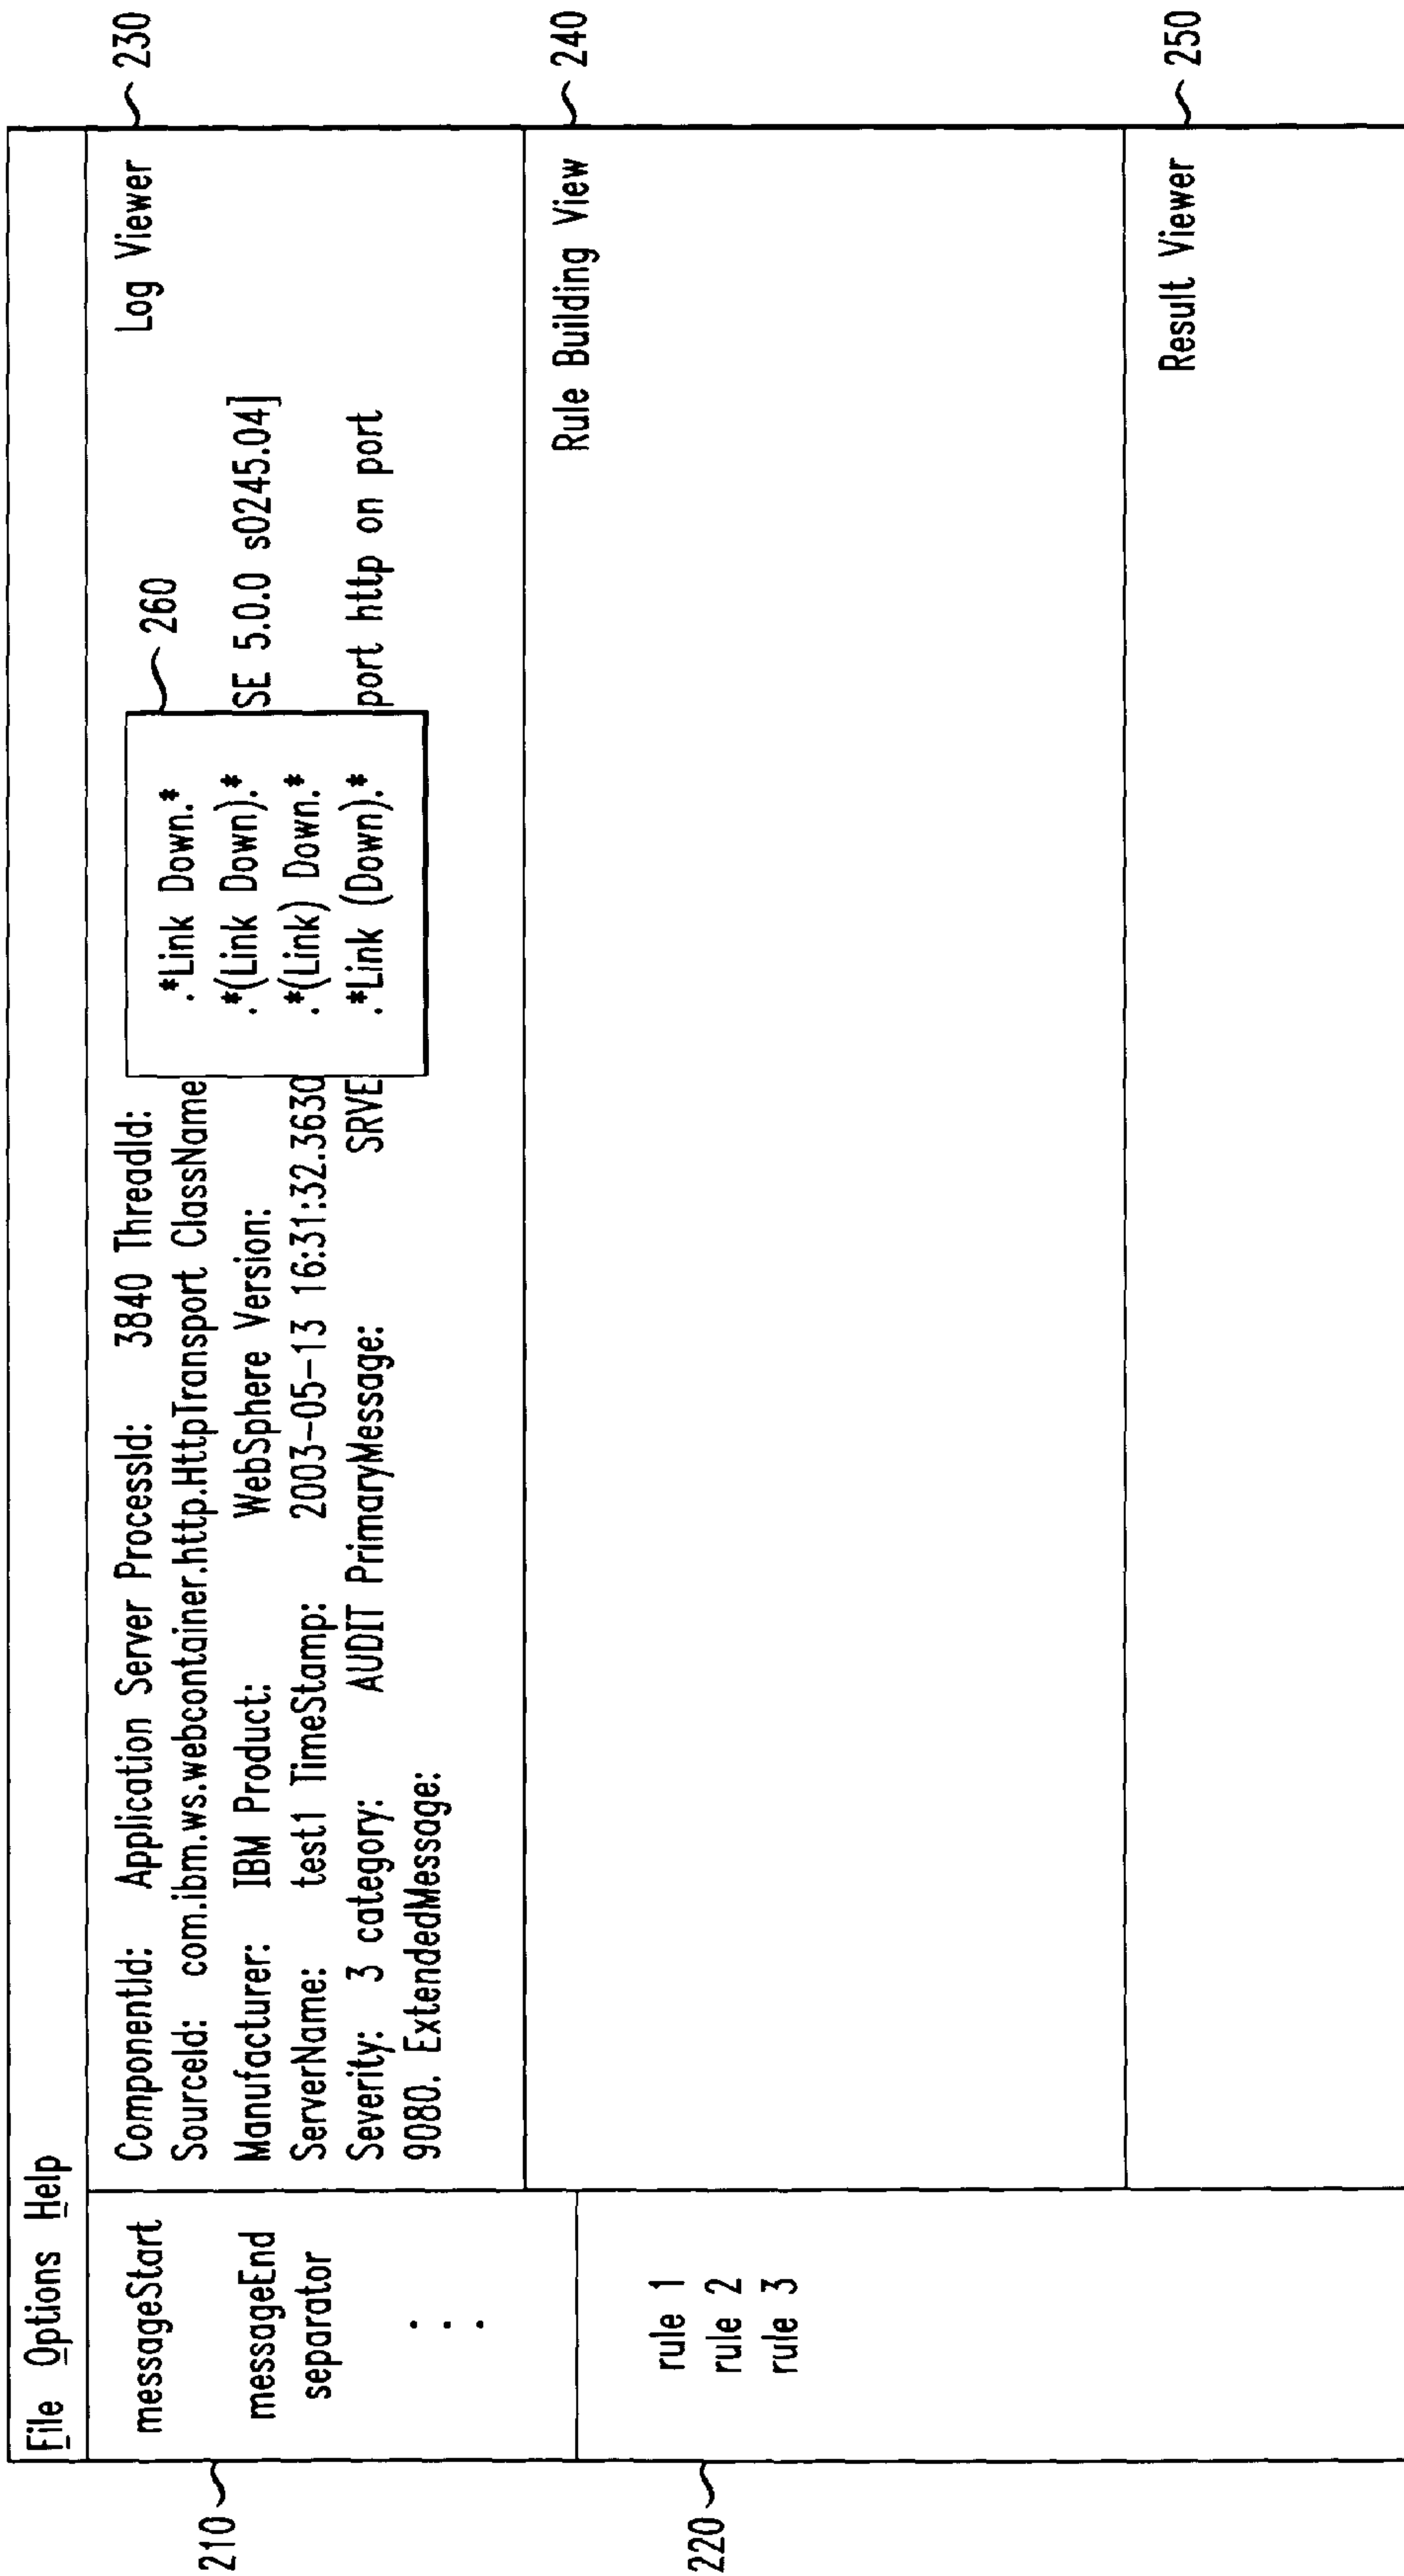 File Options Help
210
messageStart
messageEnd
separator
. . .
220
rule 1
rule 2
rule 3
230
Log Viewer
ComponentId: Application Server ProcessId: 3840 ThreadId:
SourceId: com.ibm.ws.webcontainer.http.HttpTransport ClassName
Manufacturer: IBM Product: WebSphere Version: SE 5.0.0 s0245.04]
ServerName: test1 TimeStamp: 2003-05-13 16:31:32.3630
Severity: 3 category: AUDIT PrimaryMessage: SRVE port http on port
9080. ExtendedMessage:
260
.*Link Down.*
.*(Link Down).*
.*(Link) Down.*
.*Link (Down).*
240
Rule Building View
250
Result Viewer